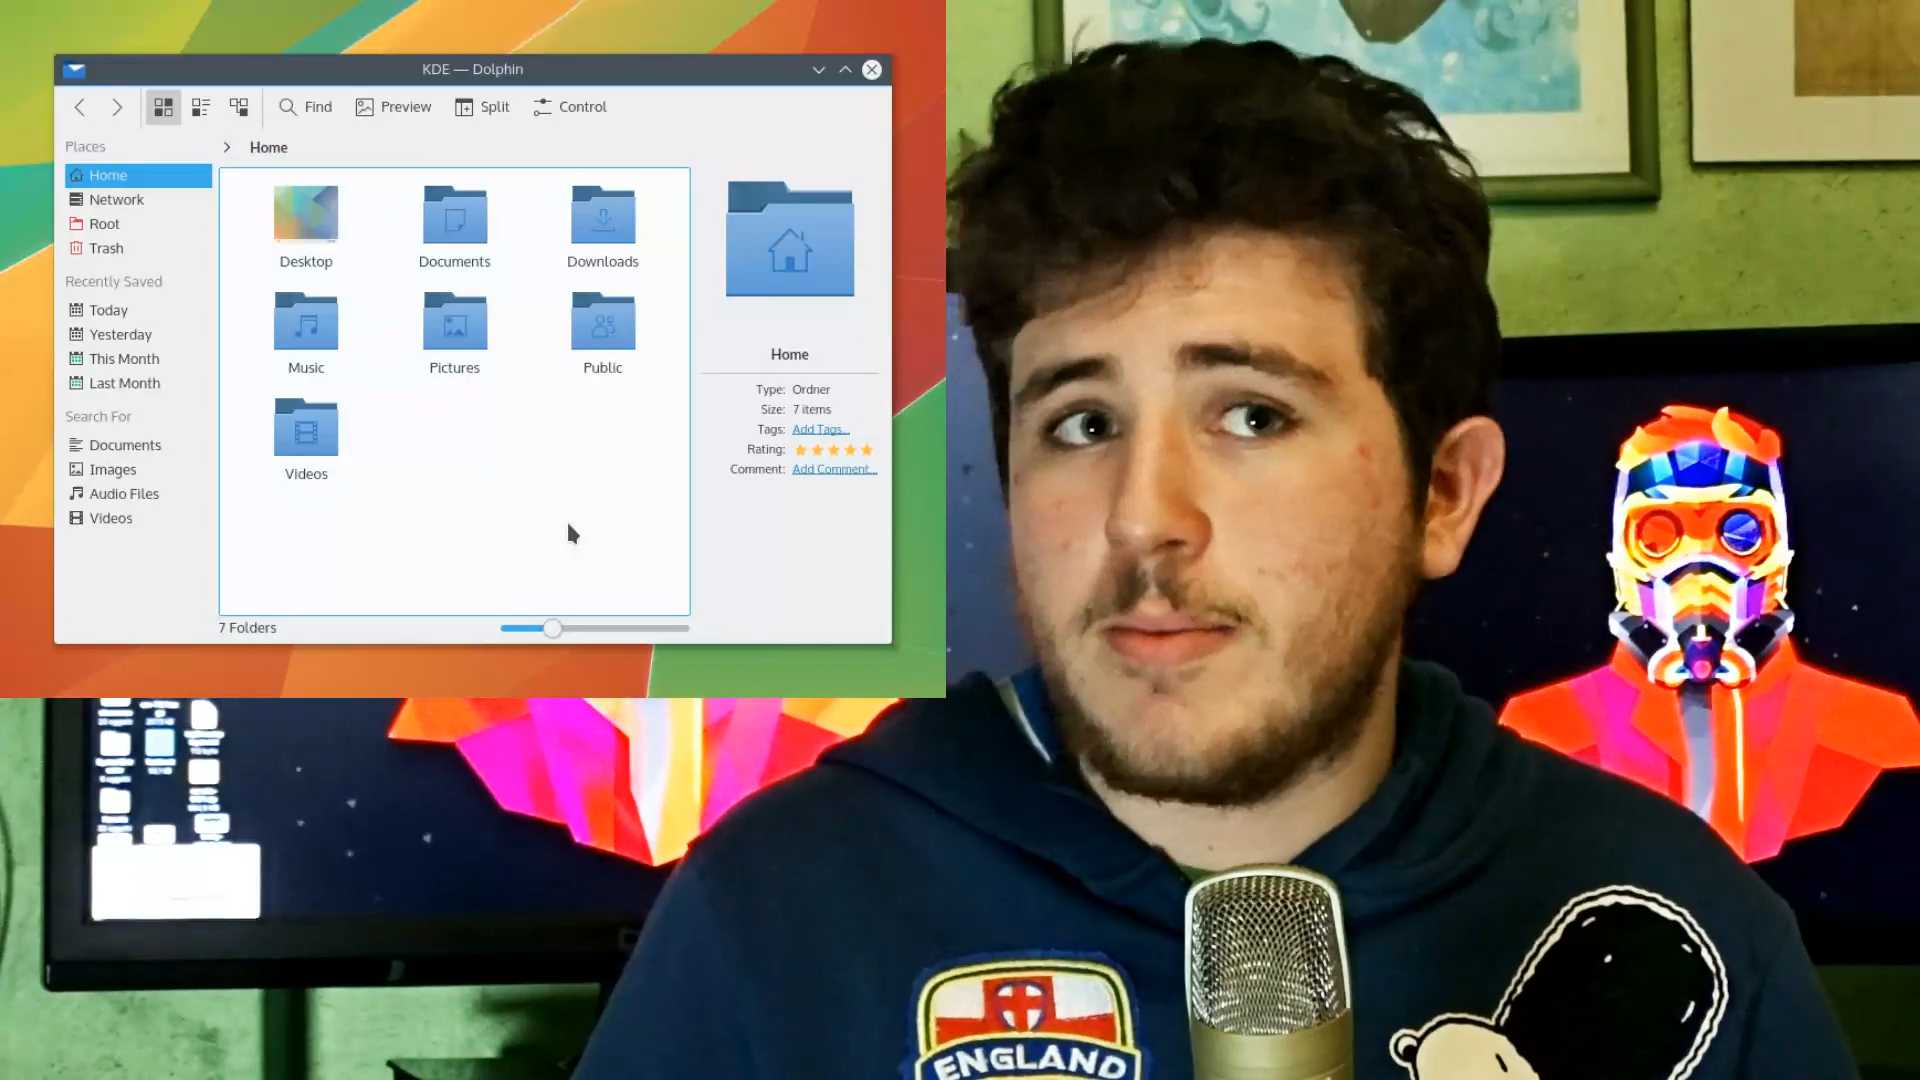 KDE — Dolphin
Find Preview Split Control
Places
Home
Network
Root
Trash
Recently Saved
Today
Yesterday
This Month
Last Month
Search For
Documents
Images
Audio Files
Videos
> Home
Desktop Documents Downloads
Music Pictures Public
Videos
7 Folders
Home
Type: Ordner
Size: 7 items
Tags: Add Tags...
Rating:
Comment: Add Comment...
ENGLAND